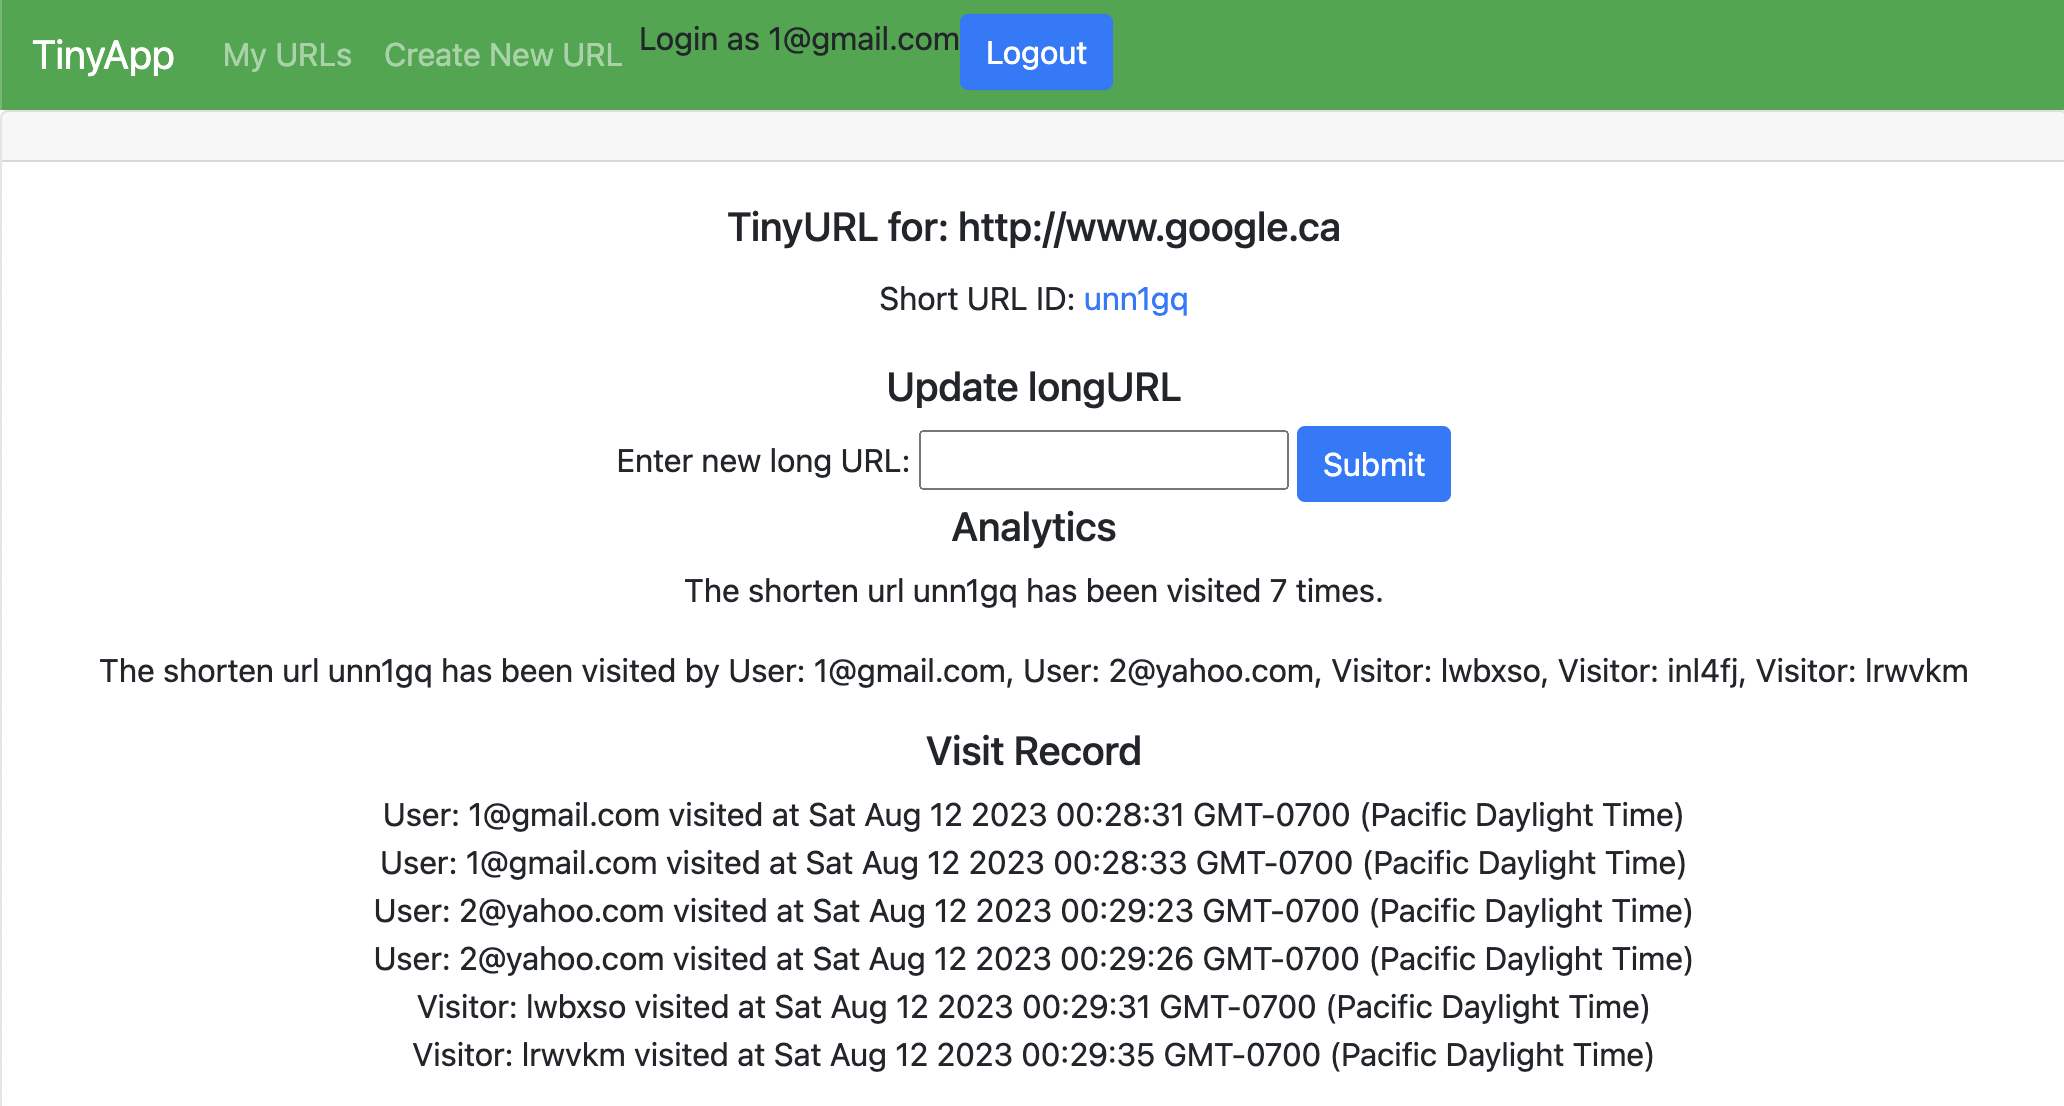 TinyApp My URLs Create New URL Login as 1@gmail.com Logout
TinyURL for: http://www.google.ca
Short URL ID: unn1gq
Update longURL
Enter new long URL: Submit
Analytics
The shorten url unn1gq has been visited 7 times.
The shorten url unn1gq has been visited by User: 1@gmail.com, User: 2@yahoo.com, Visitor: lwbxso, Visitor: inl4fj, Visitor: lrwvkm
Visit Record
User: 1@gmail.com visited at Sat Aug 12 2023 00:28:31 GMT-0700 (Pacific Daylight Time)
User: 1@gmail.com visited at Sat Aug 12 2023 00:28:33 GMT-0700 (Pacific Daylight Time)
User: 2@yahoo.com visited at Sat Aug 12 2023 00:29:23 GMT-0700 (Pacific Daylight Time)
User: 2@yahoo.com visited at Sat Aug 12 2023 00:29:26 GMT-0700 (Pacific Daylight Time)
Visitor: lwbxso visited at Sat Aug 12 2023 00:29:31 GMT-0700 (Pacific Daylight Time)
Visitor: lrwvkm visited at Sat Aug 12 2023 00:29:35 GMT-0700 (Pacific Daylight Time)